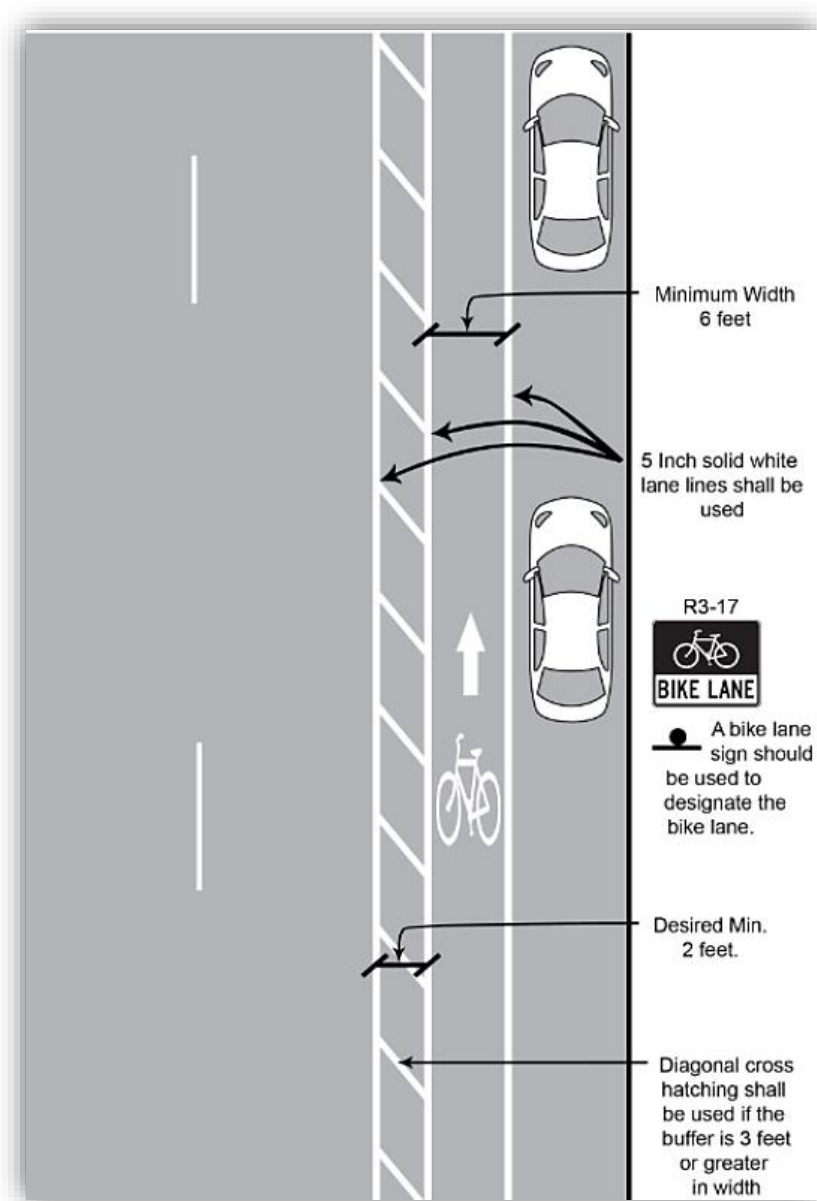 Minimum Width
6 feet
5 Inch solid white
lane lines shall be
used
R3-17
BIKE LANE
A bike lane
sign should
be used to
designate the
bike lane.
Desired Min.
2 feet.
Diagonal cross
hatching shall
be used if the
buffer is 3 feet
or greater
in width